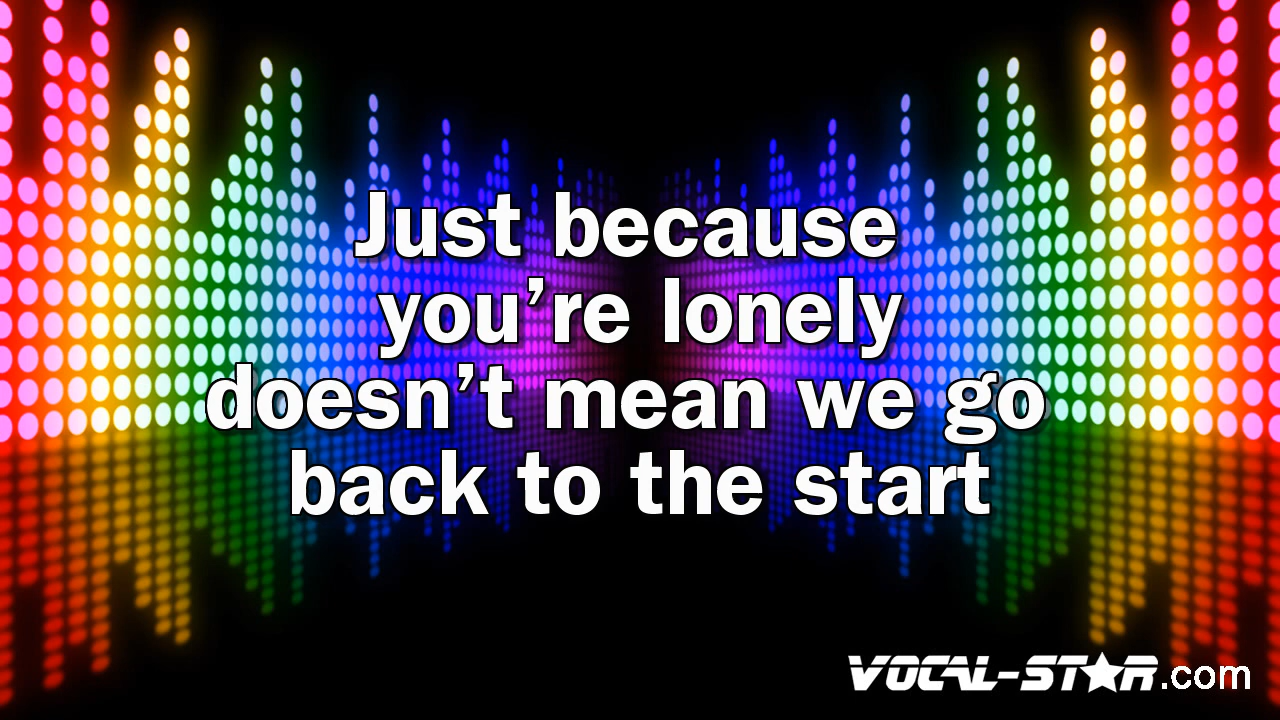 Just because
you’re lonely
doesn’t mean we go
back to the start
VOCAL-STAR.com